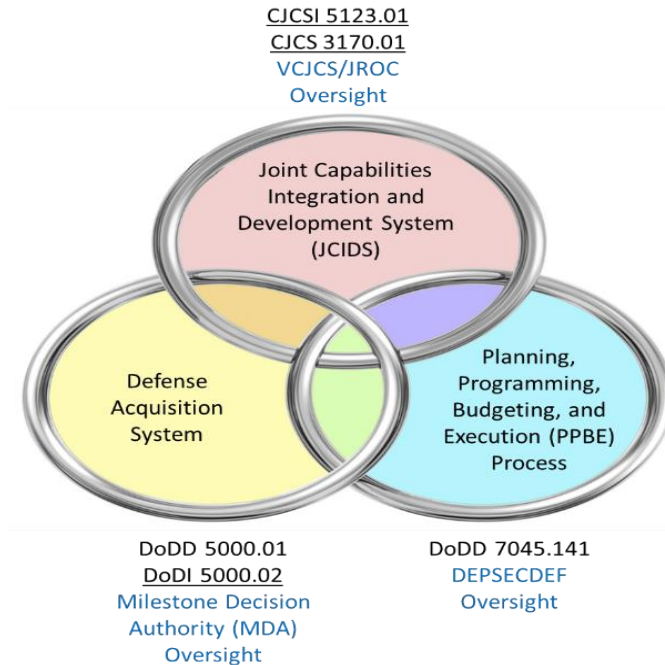 CJCSI 5123.01
CJCS 3170.01
VCJCS/JROC
Oversight
Joint Capabilities
Integration and
Development System
(JCIDS)
Defense
Acquisition
System
Planning,
Programming,
Budgeting, and
Execution (PPBE)
Process
DoDD 5000.01
DoDI 5000.02
Milestone Decision
Authority (MDA)
Oversight
DoDD 7045.141
DEPSECDEF
Oversight